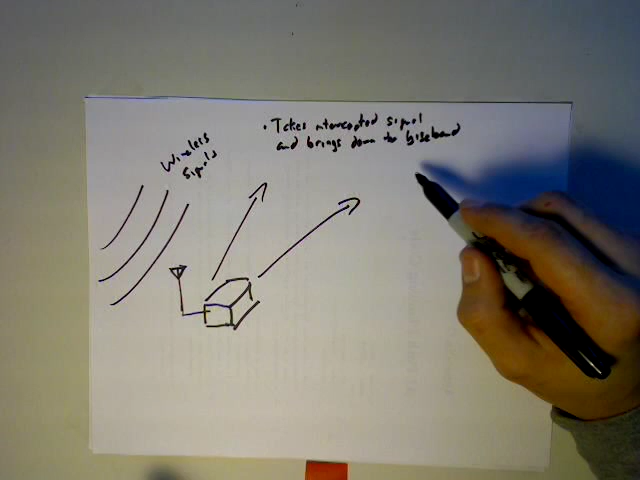 Wireless
signals
• Takes intercepted signal
and brings down to baseband